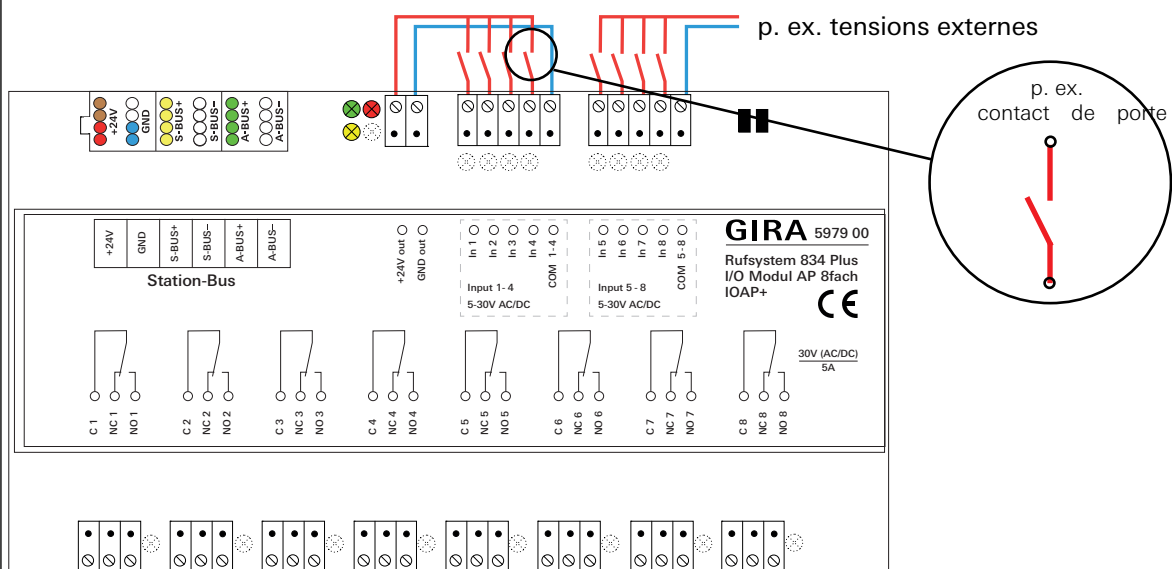 p. ex. tensions externes
p. ex.
contact de porte
+24V
GND
S-BUS+
S-BUS–
A-BUS+
A-BUS–
+24V
GND
S-BUS+
S-BUS–
A-BUS+
A-BUS–
Station-Bus
+24V out
GND out
In 1
In 2
In 3
In 4
COM 1-4
Input 1-4
5-30V AC/DC
In 5
In 6
In 7
In 8
COM 5-8
Input 5-8
5-30V AC/DC
GIRA 5979 00
Rufsystem 834 Plus
I/O Modul AP 8fach
IOAP+
CE
30V (AC/DC)
5A
C 1
NC 1
NO 1
C 2
NC 2
NO 2
C 3
NC 3
NO 3
C 4
NC 4
NO 4
C 5
NC 5
NO 5
C 6
NC 6
NO 6
C 7
NC 7
NO 7
C 8
NC 8
NO 8